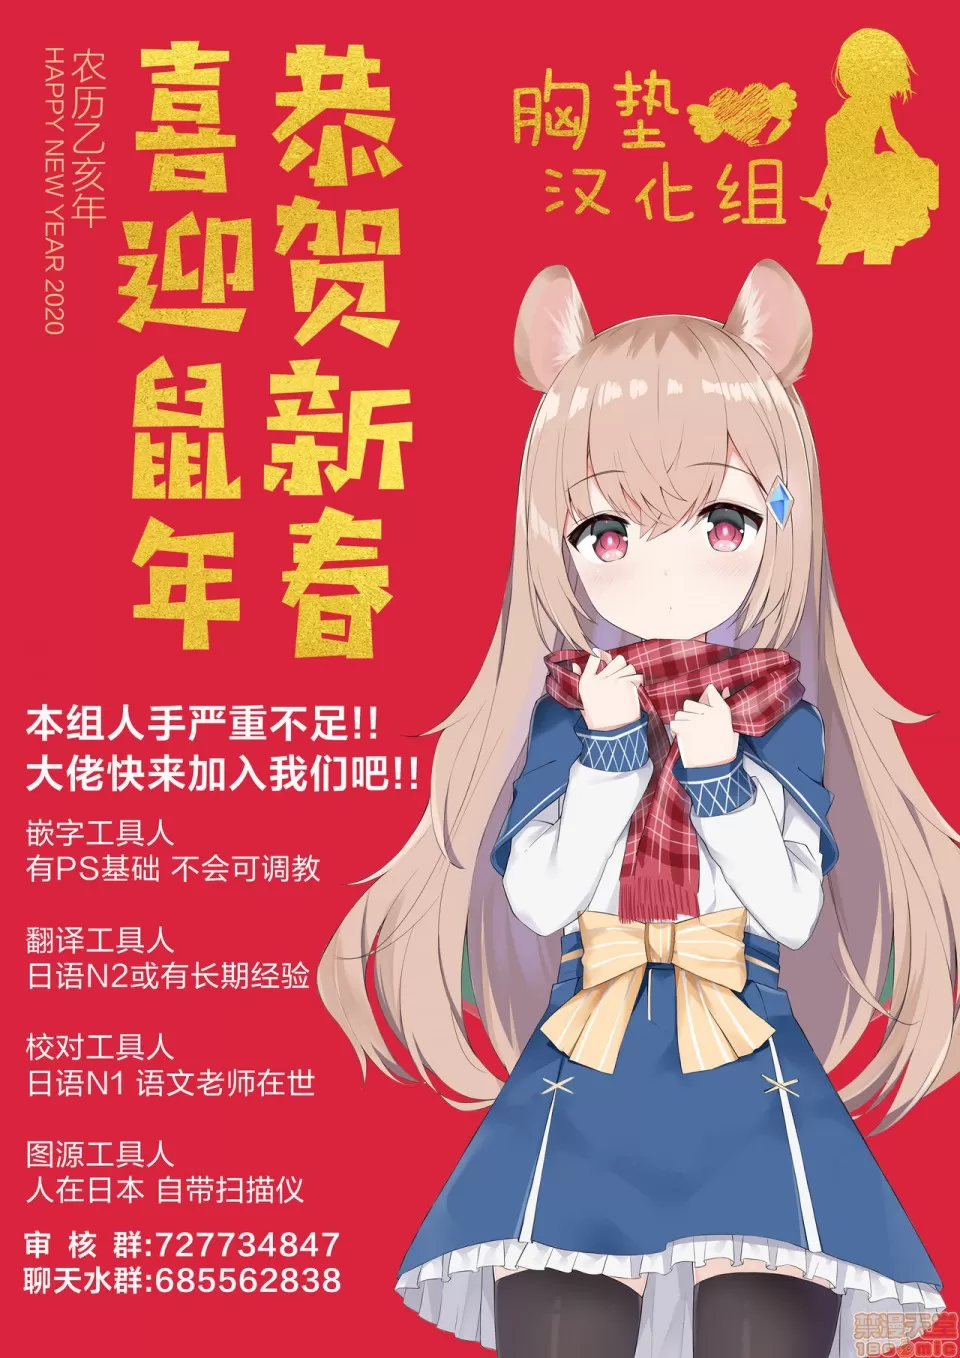 恭贺新春
喜迎鼠年
农历乙亥年
HAPPY NEW YEAR 2020
胸垫
汉化组
本组人手严重不足!!
大佬快来加入我们吧!!
嵌字工具人
有PS基础 不会可调教
翻译工具人
日语N2或有长期经验
校对工具人
日语N1 语文老师在世
图源工具人
人在日本 自带扫描仪
审核群:727734847
聊天水群:685562838
禁漫天堂
18comic